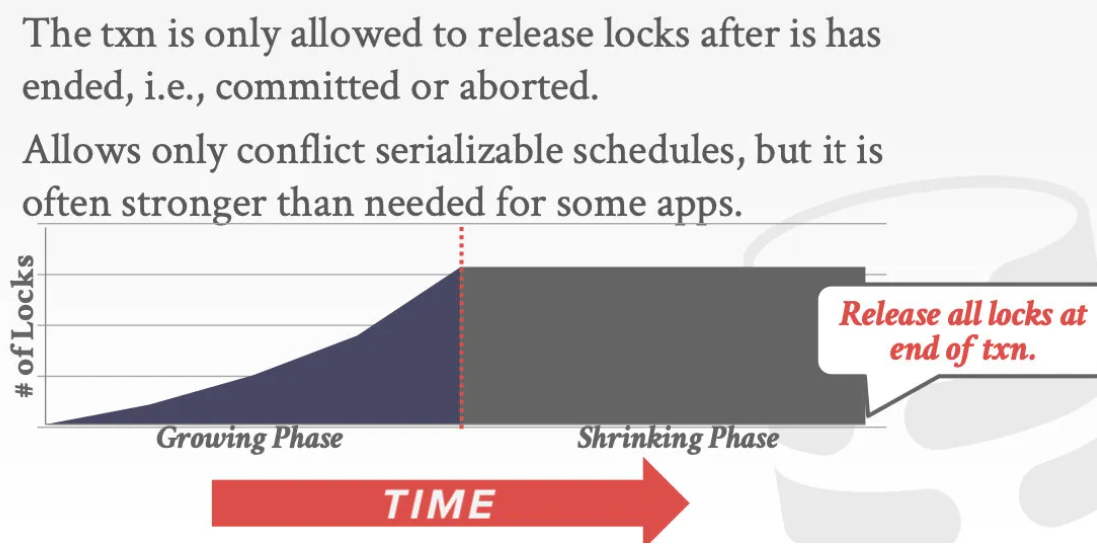 The txn is only allowed to release locks after is has
ended, i.e., committed or aborted.
Allows only conflict serializable schedules, but it is
often stronger than needed for some apps.
# of Locks
Release all locks at
end of txn.
Growing Phase
Shrinking Phase
TIME